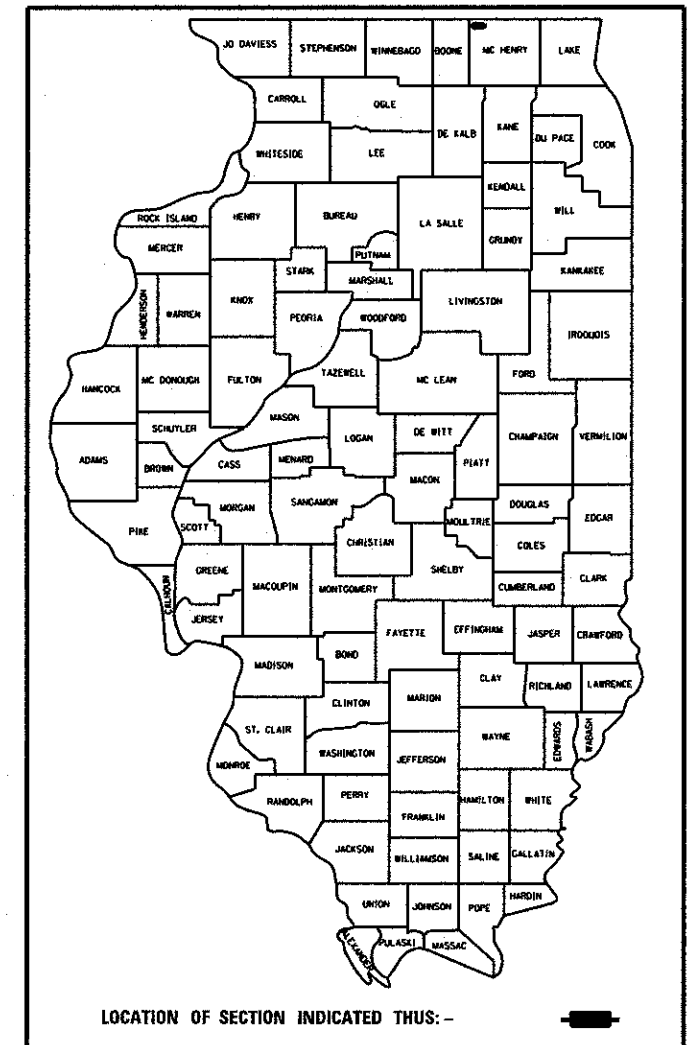 JO DAVIESS STEPHENSON WINNEBAGO BOONE MC HENRY LAKE
CARROLL OGLE DE KALB KANE DU PAGE COOK
WHITESIDE LEE
KENDALL
ROCK ISLAND HENRY BUREAU LA SALLE WILL
MERCER PUTNAM GRUNDY
STARK MARSHALL KANKAKEE
HENDERSON WARREN KNOX PEORIA WOODFORD LIVINGSTON IROQUOIS
HANCOCK MC DONOUGH FULTON TAZEWELL MC LEAN FORD
SCHUYLER MASON LOGAN DE WITT CHAMPAIGN VERMILION
ADAMS BROWN CASS MENARD MACON PIATT
PIKE SCOTT MORGAN SANGAMON CHRISTIAN MOULTRIE DOUGLAS EDGAR
COLES
CALHOUN GREENE MACOUPIN MONTGOMERY SHELBY CUMBERLAND CLARK
JERSEY FAYETTE EFFINGHAM JASPER CRAWFORD
MADISON BOND
CLAY RICHLAND LAWRENCE
CLINTON MARION
ST. CLAIR WAYNE EDWARDS WABASH
MONROE WASHINGTON JEFFERSON
RANDOLPH PERRY HAMILTON WHITE
FRANKLIN
JACKSON WILLIAMSON SALINE GALLATIN
UNION JOHNSON POPE HARDIN
ALEXANDER PULASKI MASSAC
LOCATION OF SECTION INDICATED THUS: -